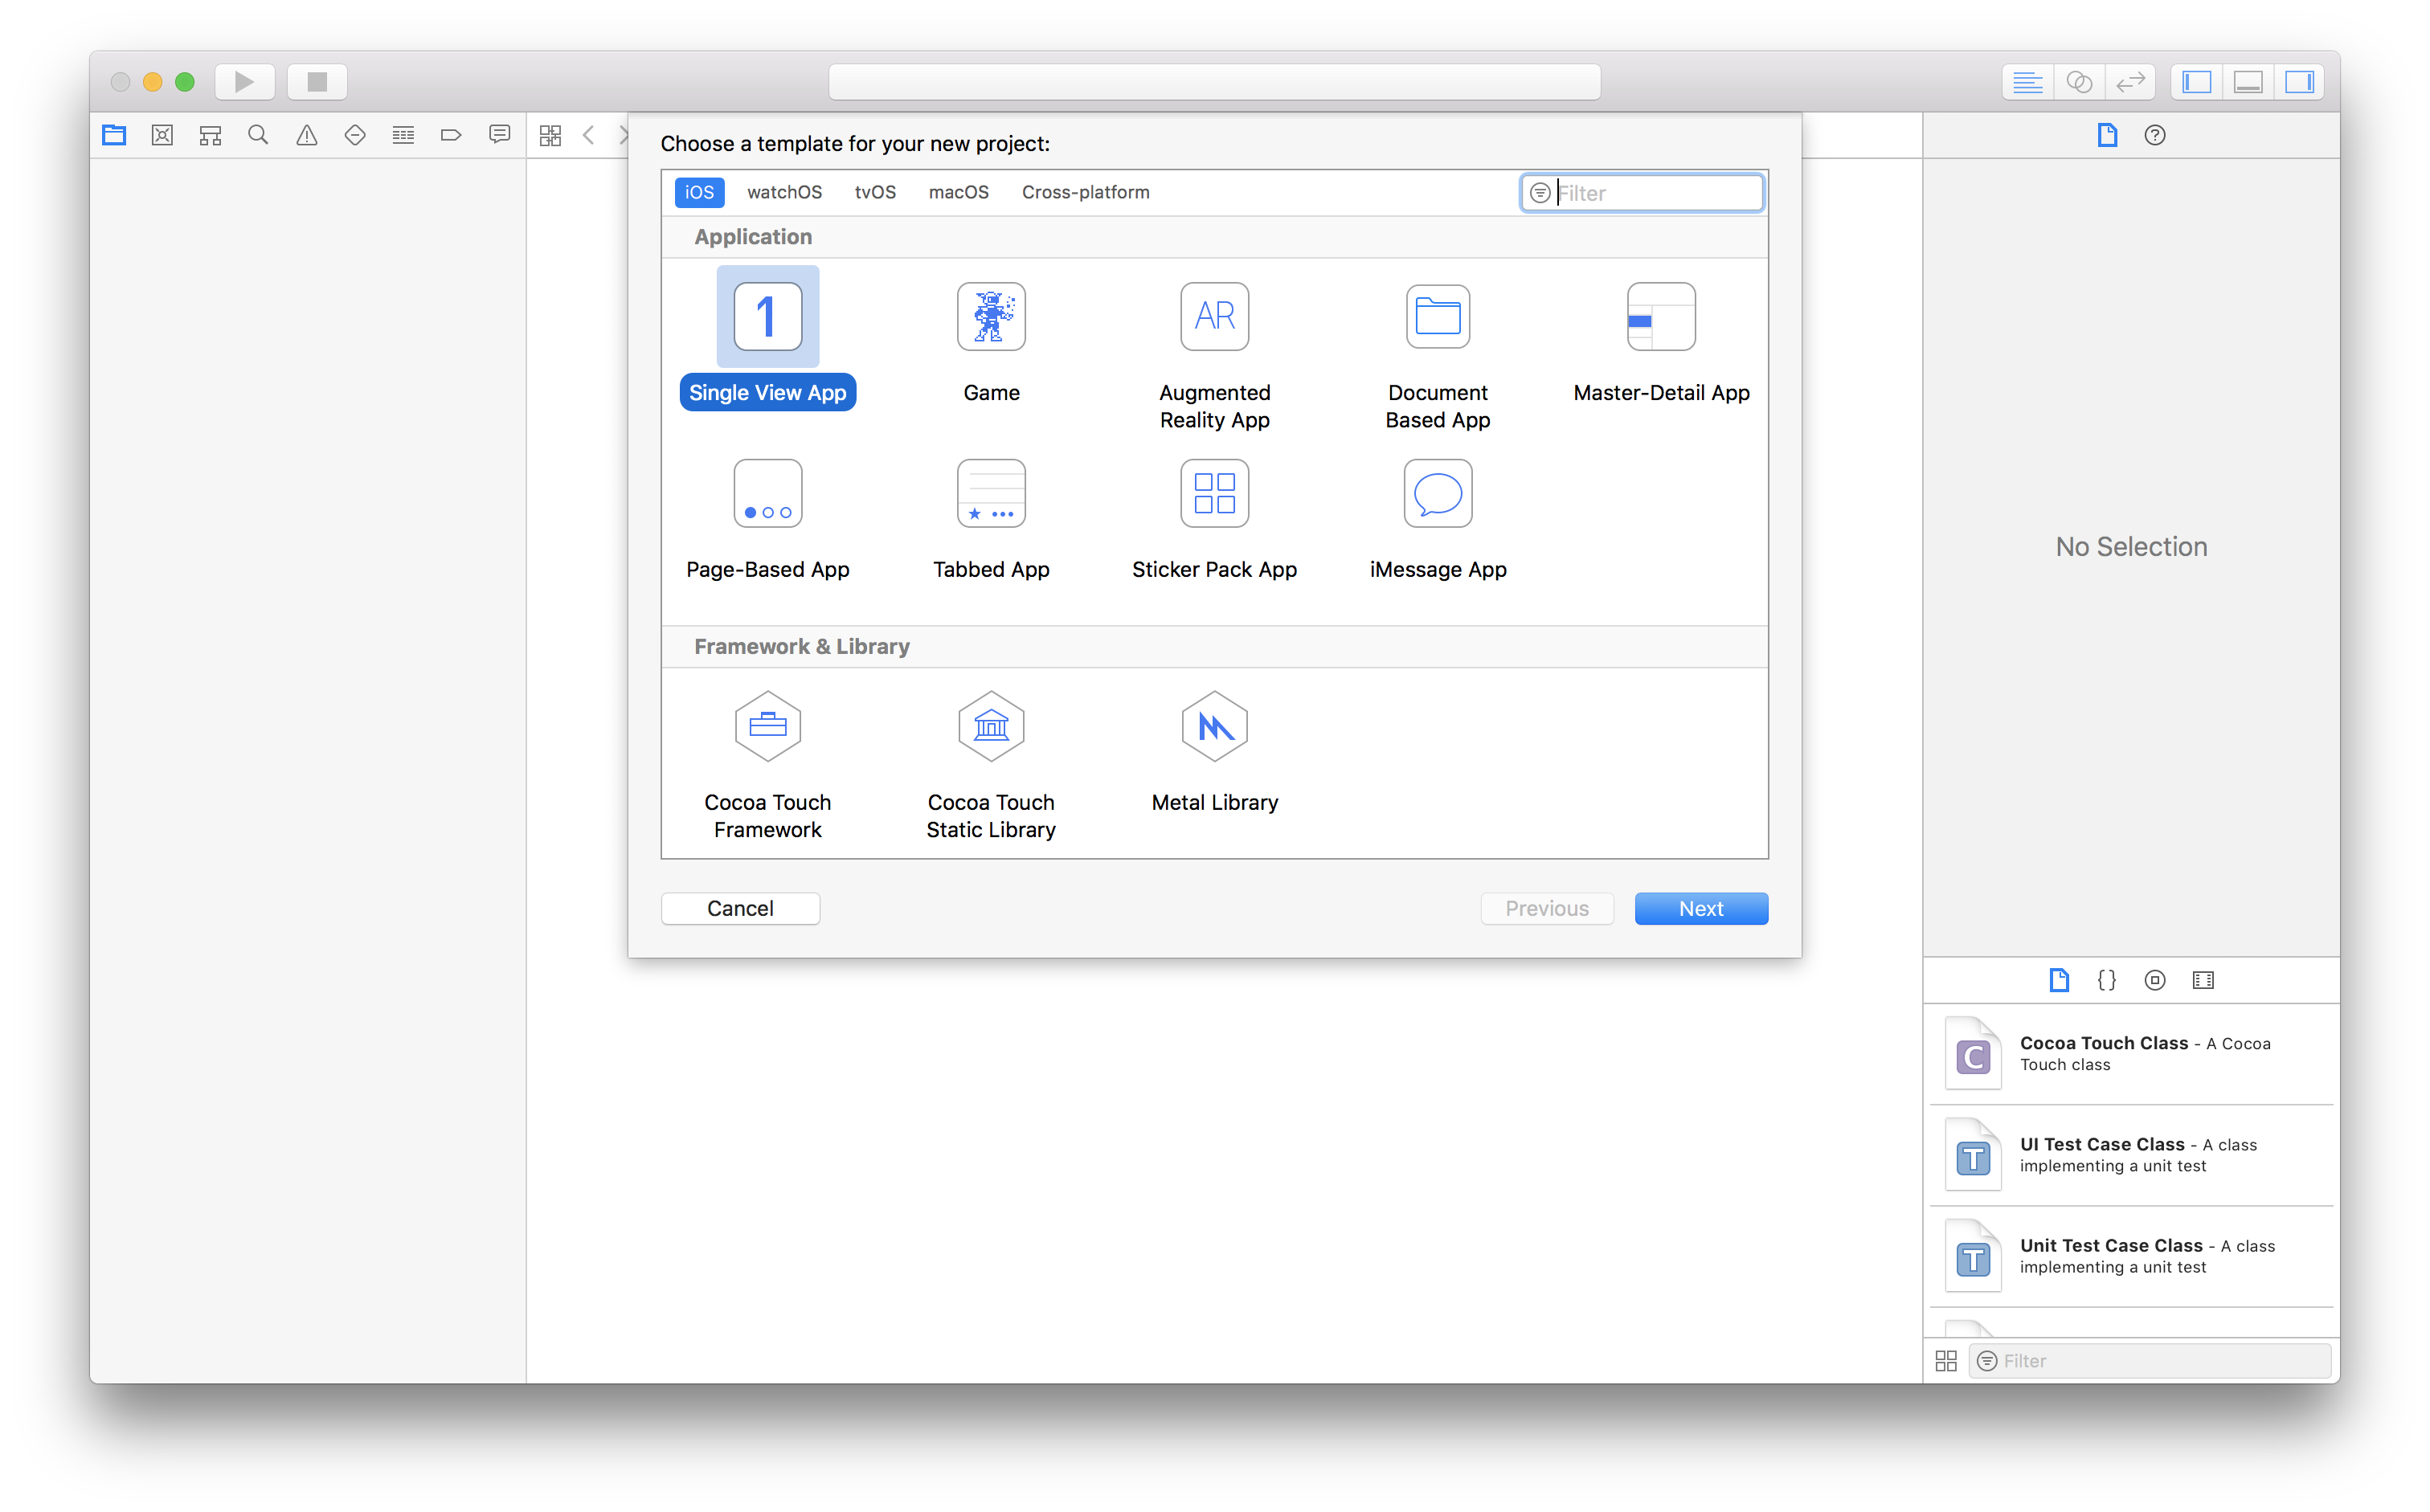 Choose a template for your new project:
iOS watchOS tvOS macOS Cross-platform Filter
Application
1 AR
Single View App Game Augmented Reality App Document Based App Master-Detail App
Page-Based App Tabbed App Sticker Pack App iMessage App
Framework & Library
Cocoa Touch Framework Cocoa Touch Static Library Metal Library
Cancel Previous Next
No Selection
{}
C
Cocoa Touch Class - A Cocoa
Touch class
T
UI Test Case Class - A class
implementing a unit test
T
Unit Test Case Class - A class
implementing a unit test
Filter